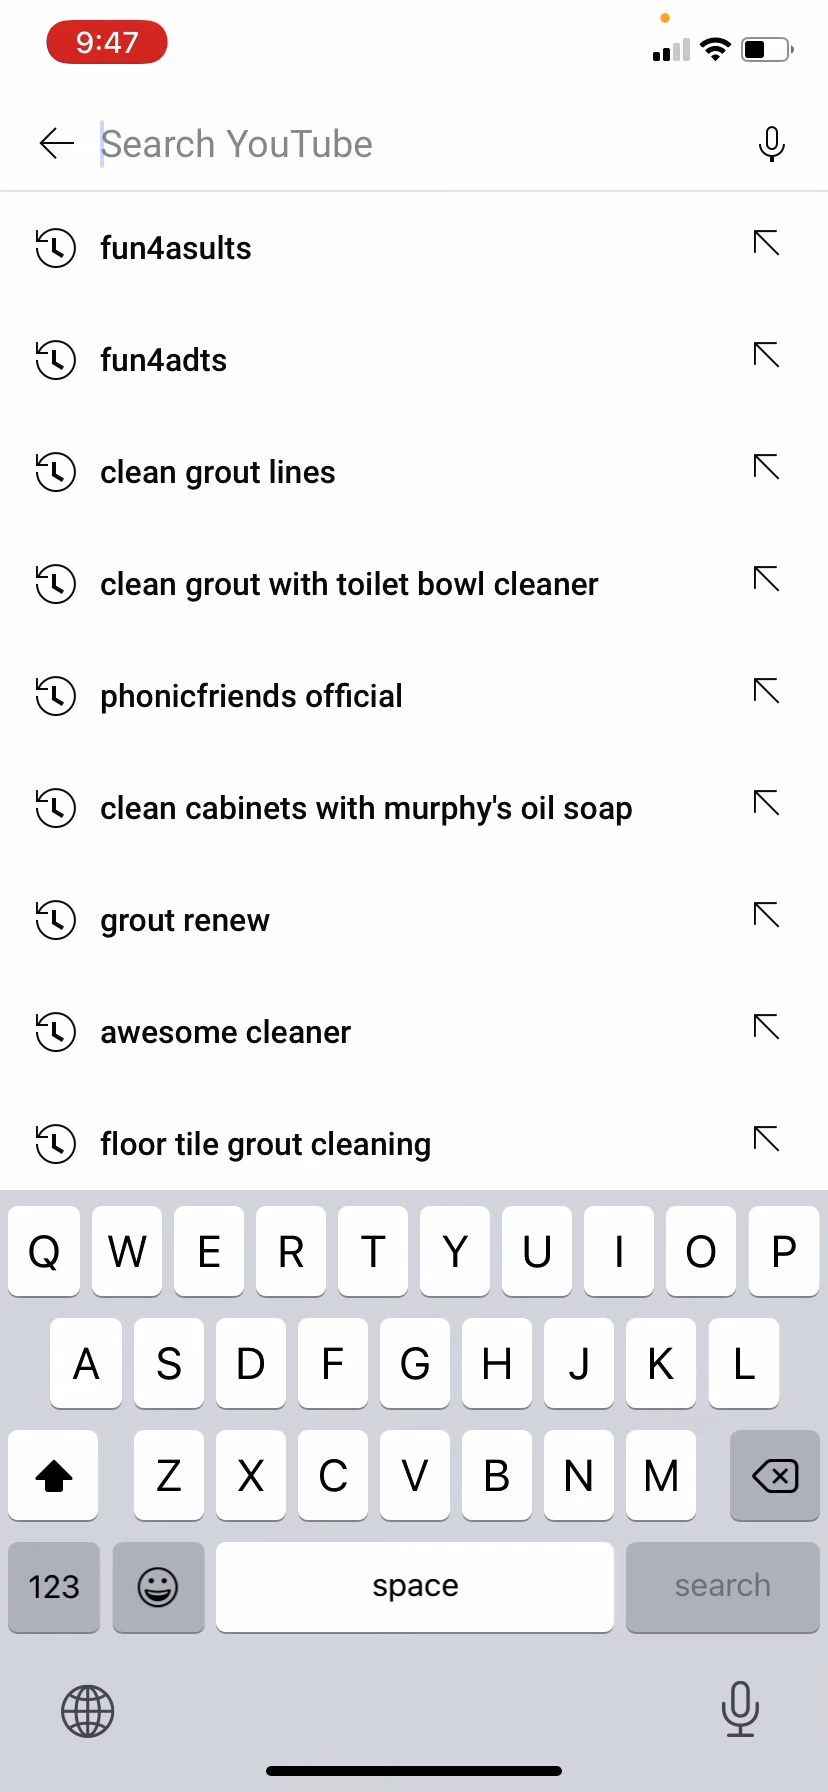 9:47
Search YouTube
fun4asults
fun4adts
clean grout lines
clean grout with toilet bowl cleaner
phonicfriends official
clean cabinets with murphy's oil soap
grout renew
awesome cleaner
floor tile grout cleaning
Q W E R T Y U I O P
A S D F G H J K L
Z X C V B N M
123 space search